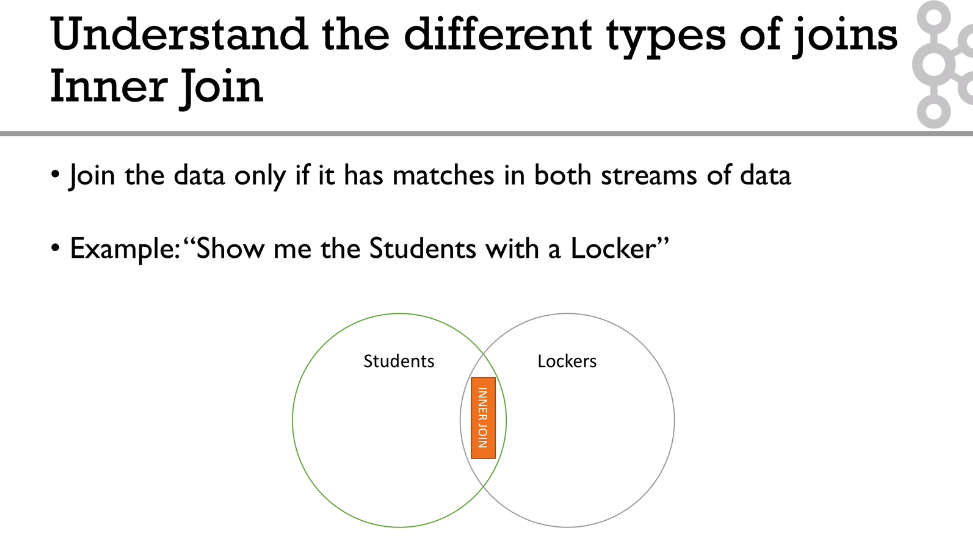 Understand the different types of joins
Inner Join
• Join the data only if it has matches in both streams of data
• Example: “Show me the Students with a Locker”
Students
Lockers
INNER JOIN